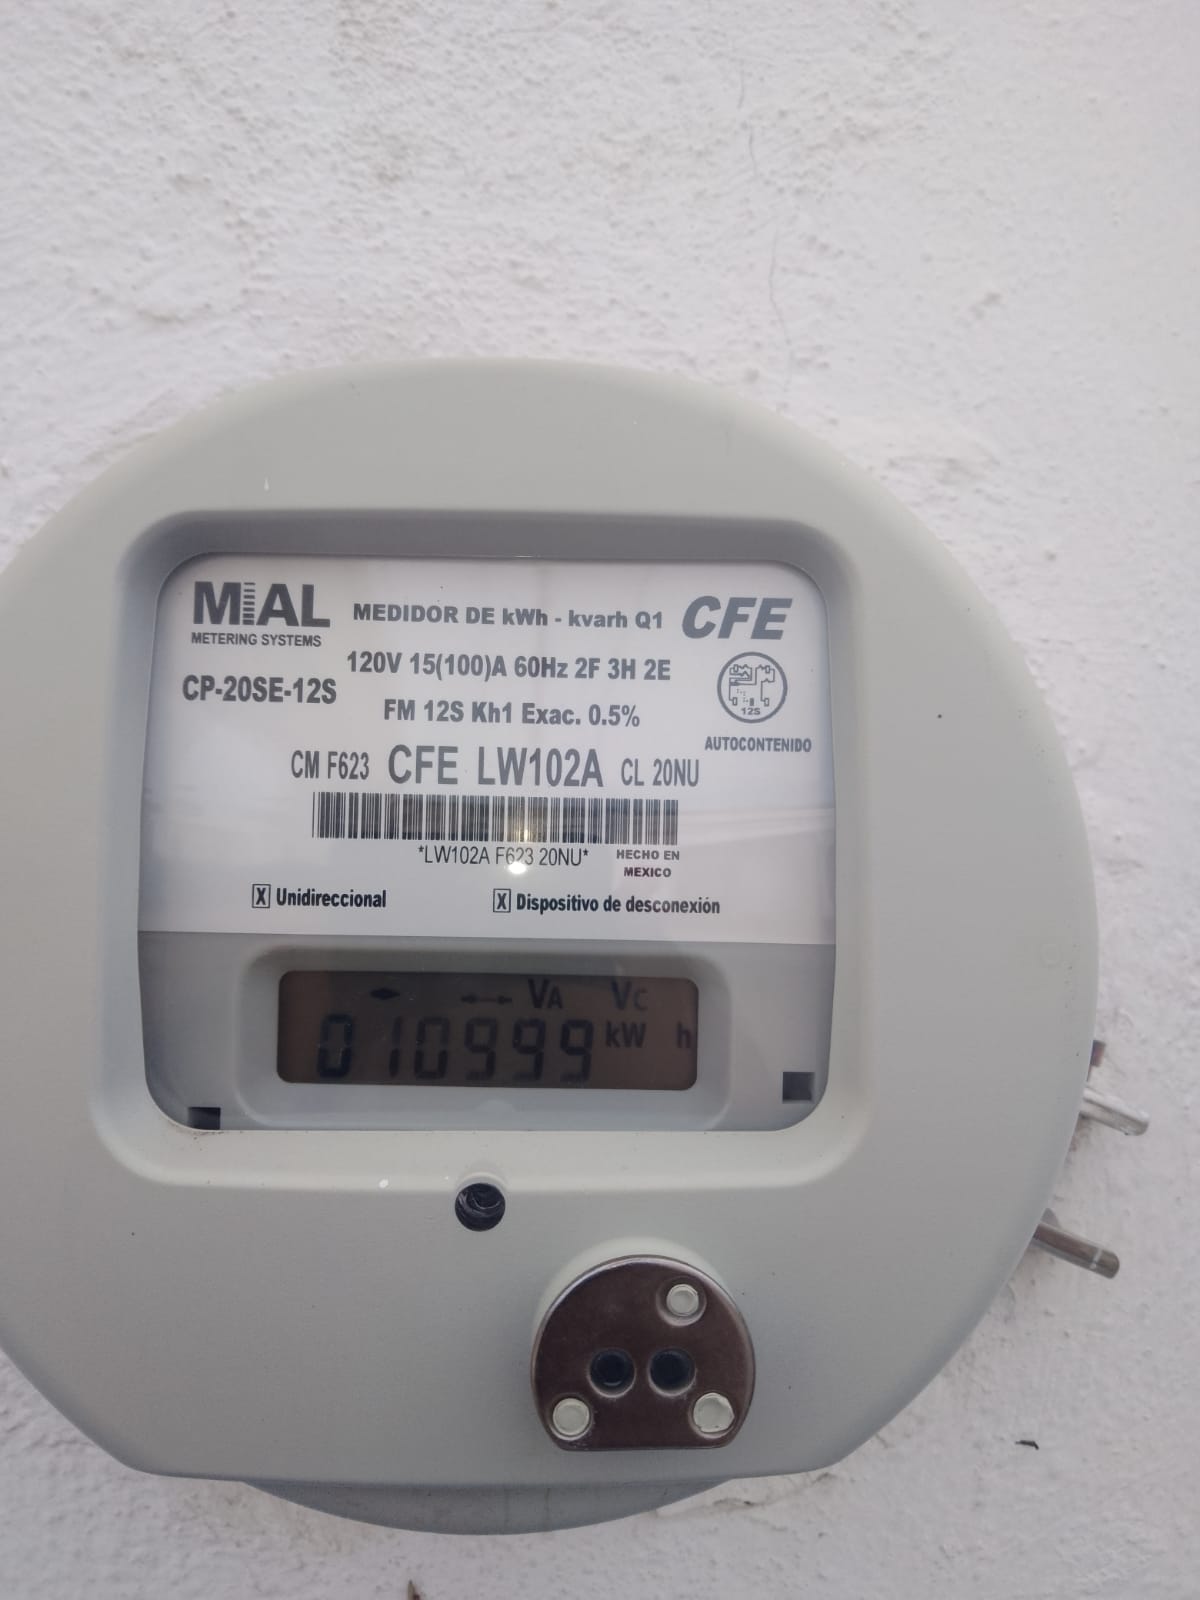 MIAL
METERING SYSTEMS
MEDIDOR DE kWh - kvarh Q1
CFE
CP-20SE-12S
120V 15(100)A 60Hz 2F 3H 2E
FM 12S Kh1 Exac. 0.5%
12S
AUTOCONTENIDO
CM F623 CFE LW102A CL 20NU
*LW102A F623 20NU*
HECHO EN
MEXICO
X Unidireccional
X Dispositivo de desconexión
VA VC
010999 kW h